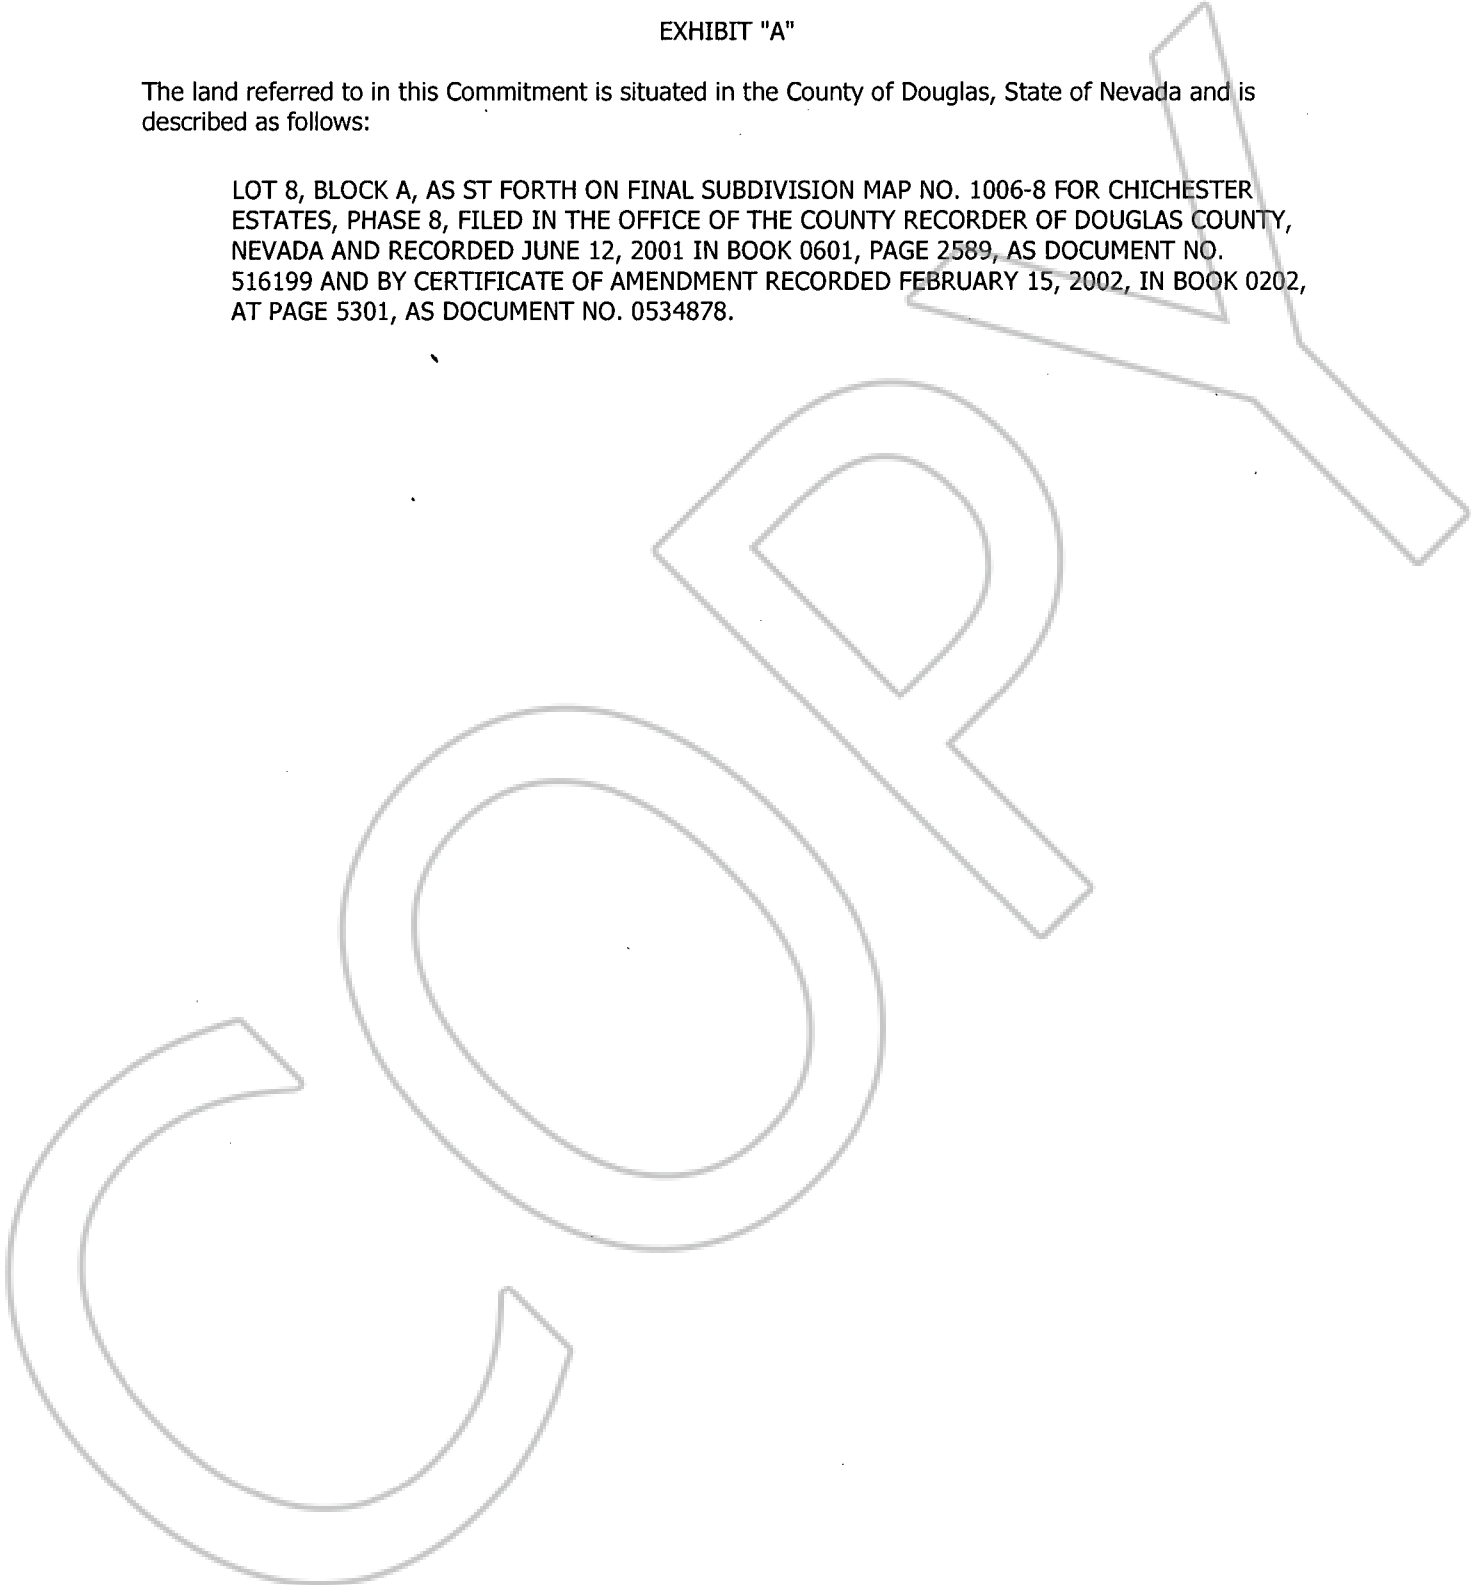 EXHIBIT "A"
The land referred to in this Commitment is situated in the County of Douglas, State of Nevada and is
described as follows:
LOT 8, BLOCK A, AS ST FORTH ON FINAL SUBDIVISION MAP NO. 1006-8 FOR CHICHESTER
ESTATES, PHASE 8, FILED IN THE OFFICE OF THE COUNTY RECORDER OF DOUGLAS COUNTY,
NEVADA AND RECORDED JUNE 12, 2001 IN BOOK 0601, PAGE 2589, AS DOCUMENT NO.
516199 AND BY CERTIFICATE OF AMENDMENT RECORDED FEBRUARY 15, 2002, IN BOOK 0202,
AT PAGE 5301, AS DOCUMENT NO. 0534878.
COPY